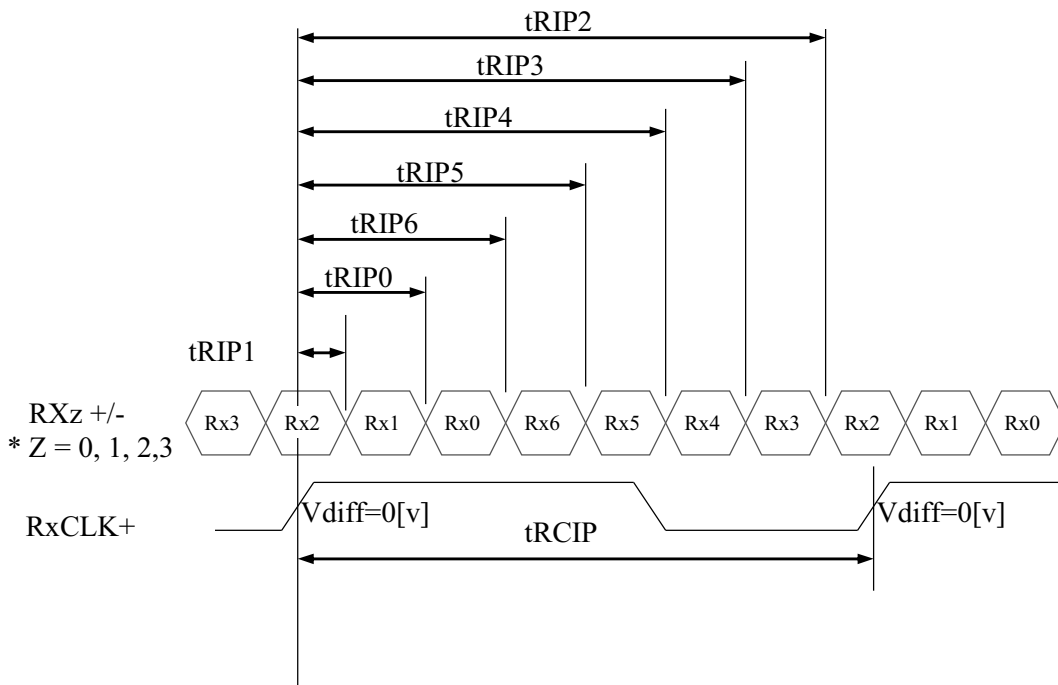 tRIP2
tRIP3
tRIP4
tRIP5
tRIP6
tRIP0
tRIP1
RXz +/-
* Z = 0, 1, 2,3
Rx3 Rx2 Rx1 Rx0 Rx6 Rx5 Rx4 Rx3 Rx2 Rx1 Rx0
RxCLK+
Vdiff=0[v] Vdiff=0[v]
tRCIP